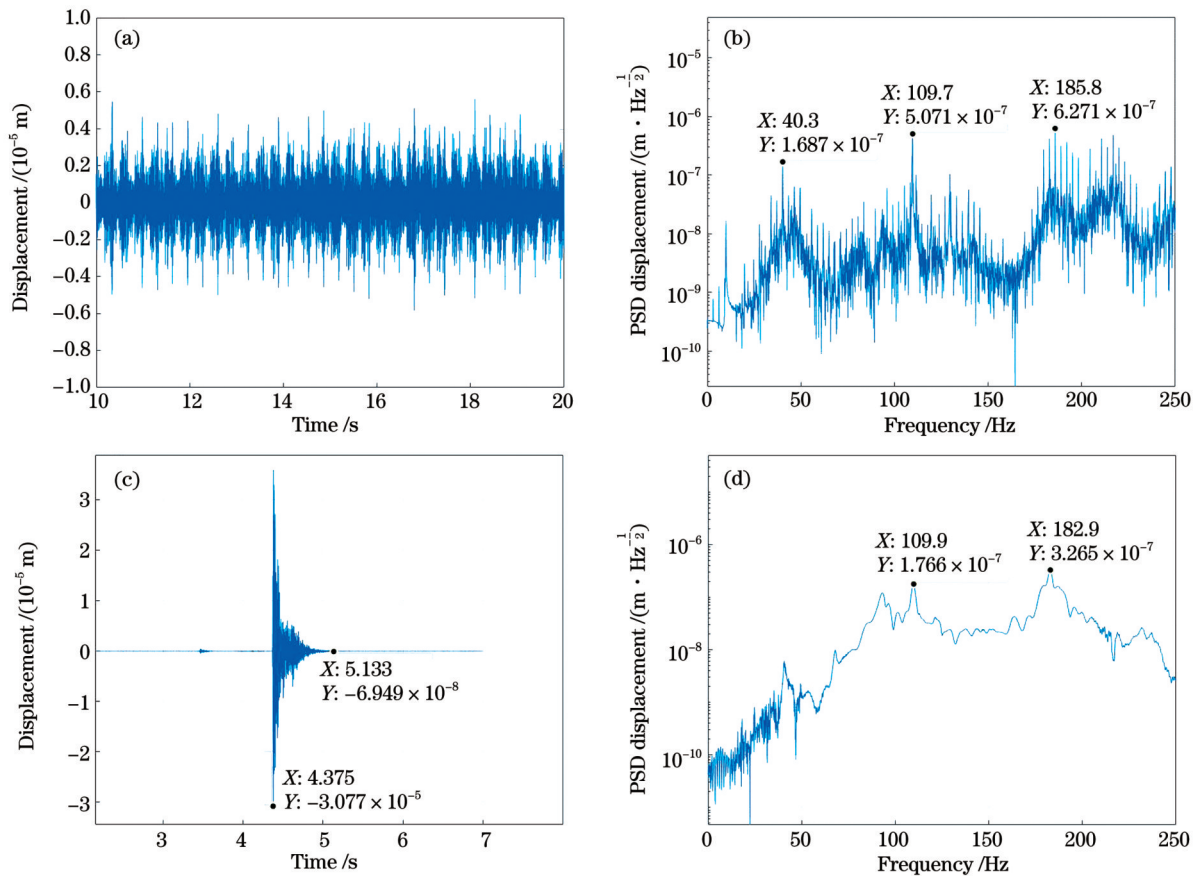 (a)
1.0
0.8
0.6
0.4
0.2
0
−0.2
−0.4
−0.6
−0.8
−1.0
10 12 14 16 18 20
Time /s
Displacement /(10⁻⁵ m)
(b)
10⁻⁵
10⁻⁶
10⁻⁷
10⁻⁸
10⁻⁹
10⁻¹⁰
X: 40.3
Y: 1.687 × 10⁻⁷
X: 109.7
Y: 5.071 × 10⁻⁷
X: 185.8
Y: 6.271 × 10⁻⁷
0 50 100 150 200 250
Frequency /Hz
PSD displacement /(m · Hz^(-1/2))
(c)
3
2
1
0
−1
−2
−3
X: 5.133
Y: −6.949 × 10⁻⁸
X: 4.375
Y: −3.077 × 10⁻⁵
3 4 5 6 7
Time /s
Displacement /(10⁻⁵ m)
(d)
10⁻⁶
10⁻⁸
10⁻¹⁰
X: 109.9
Y: 1.766 × 10⁻⁷
X: 182.9
Y: 3.265 × 10⁻⁷
0 50 100 150 200 250
Frequency /Hz
PSD displacement /(m · Hz^(-1/2))